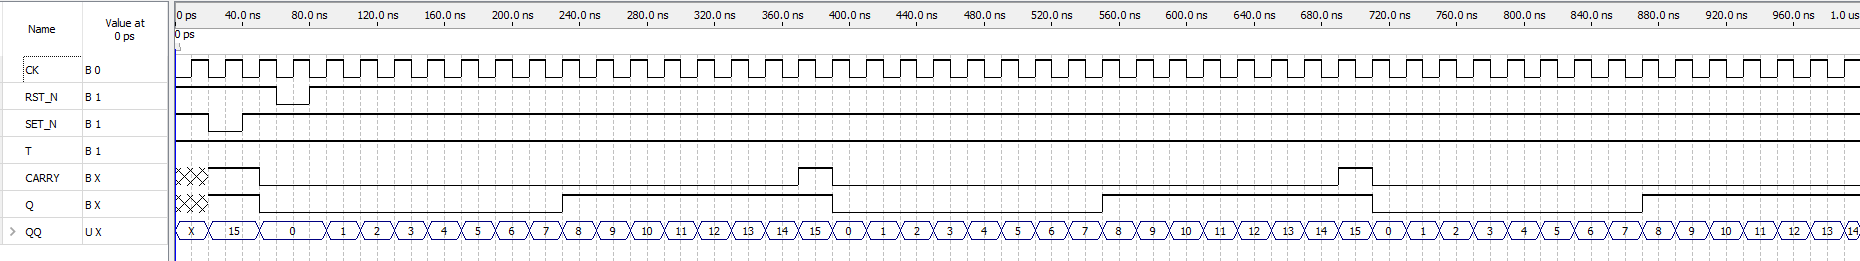 Name Value at 0 ps 0 ps 40.0 ns 80.0 ns 120.0 ns 160.0 ns 200.0 ns 240.0 ns 280.0 ns 320.0 ns 360.0 ns 400.0 ns 440.0 ns 480.0 ns 520.0 ns 560.0 ns 600.0 ns 640.0 ns 680.0 ns 720.0 ns 760.0 ns 800.0 ns 840.0 ns 880.0 ns 920.0 ns 960.0 ns 1.0 us
0 ps
CK B 0
RST_N B 1
SET_N B 1
T B 1
CARRY B X
Q B X
QQ U X X 15 0 1 2 3 4 5 6 7 8 9 10 11 12 13 14 15 0 1 2 3 4 5 6 7 8 9 10 11 12 13 14 15 0 1 2 3 4 5 6 7 8 9 10 11 12 13 14